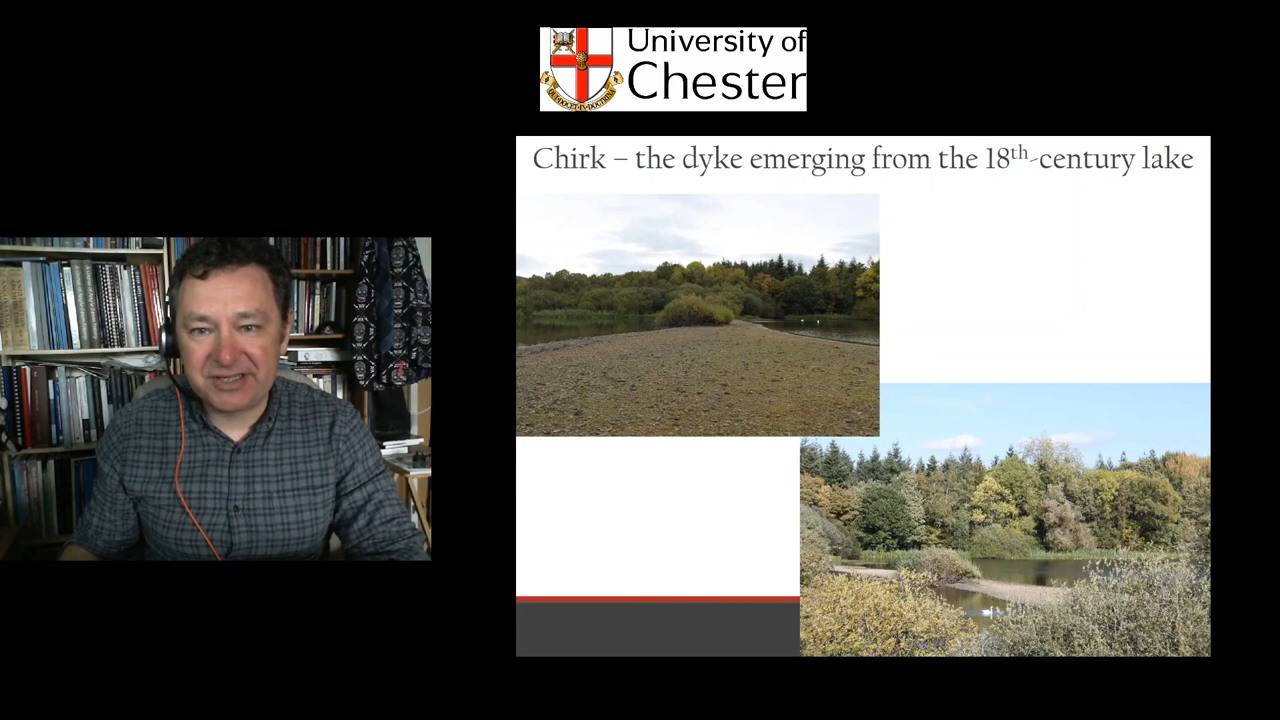 University of
Chester
Chirk – the dyke emerging from the 18th-century lake